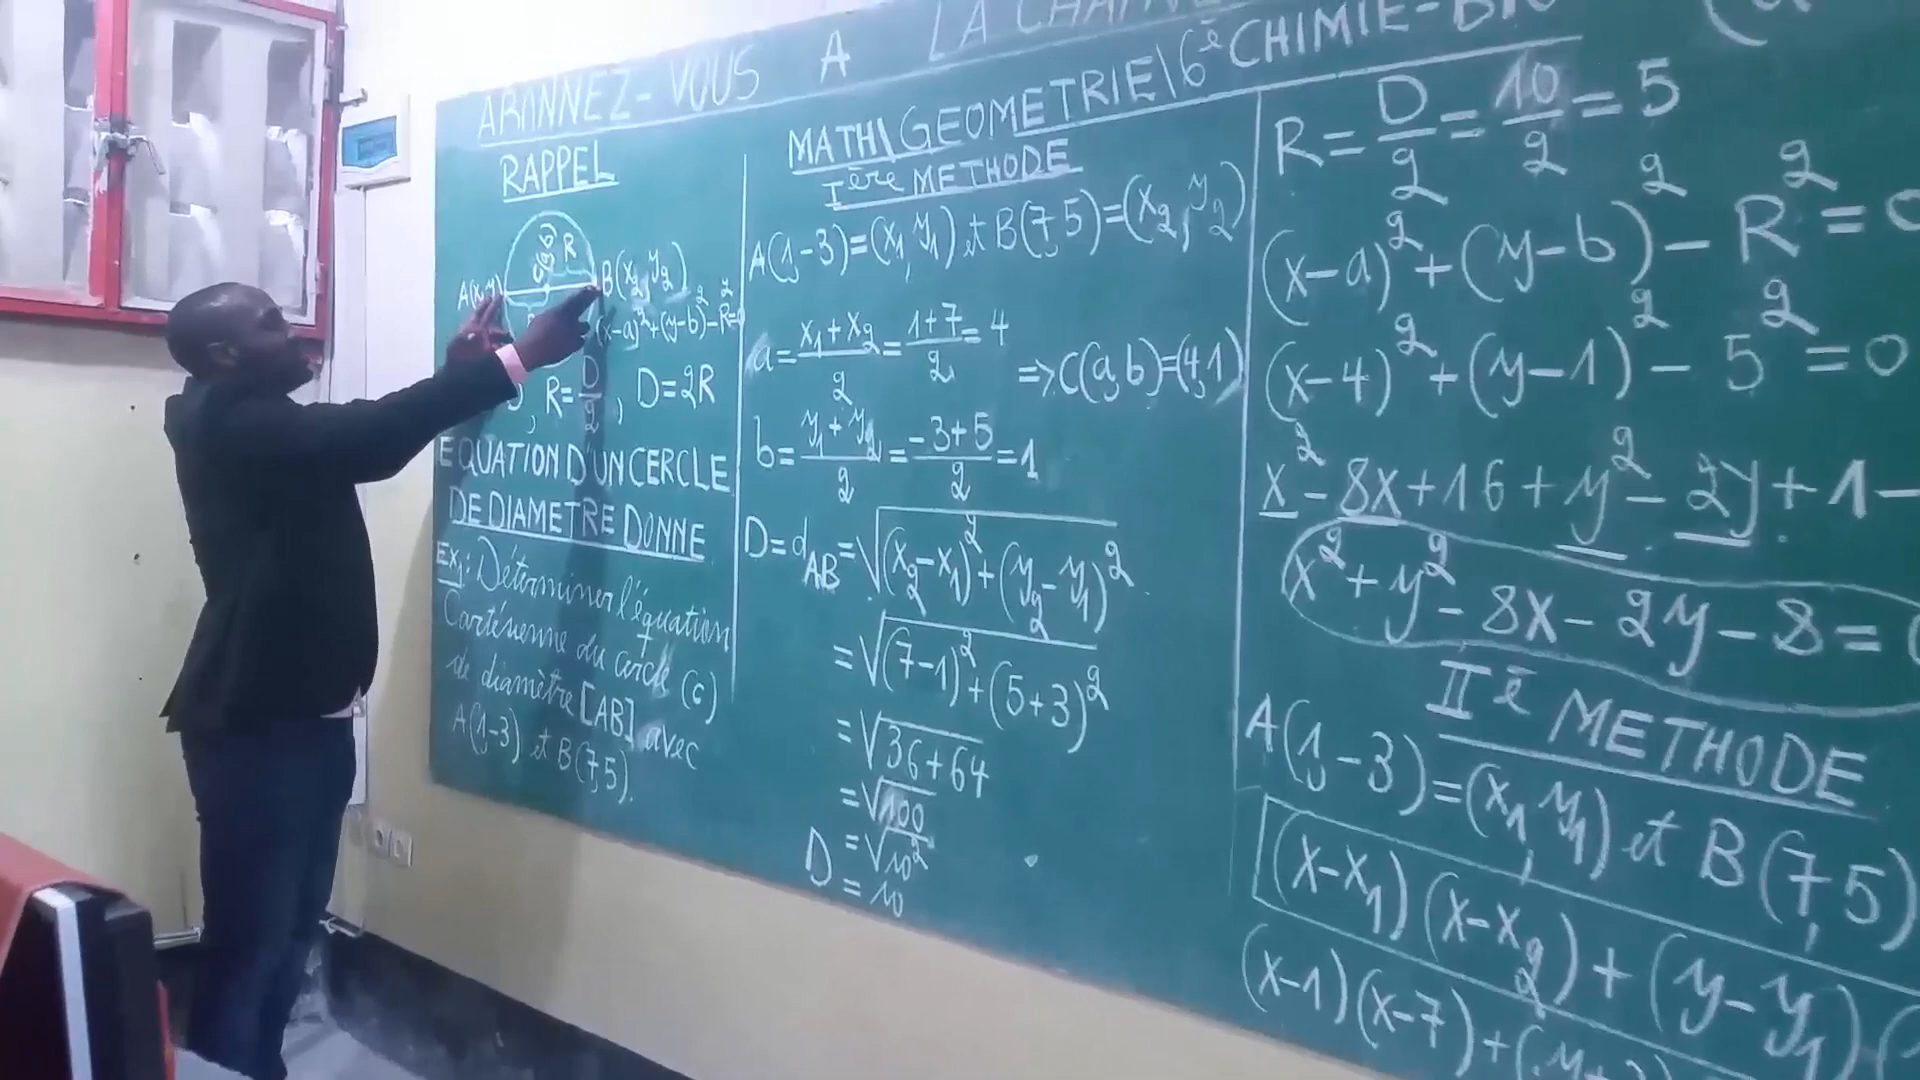 ABANNEZ-VOUS A LA CHAINE
MATH\GEOMETRIE\6è CHIMIE-BIO
RAPPEL
R
B(x₂, y₂)
(x-a)²+(y-b)²-R²=0
, R=D/2, D=2R
EQUATION D'UN CERCLE
DE DIAMETRE DONNE
Ex₁: Déterminer l'équation
Cartésienne du cercle (c)
de diamètre [AB] avec
A(1,-3) et B(7,5).
Ière METHODE
A(1,-3)=(x₁, y₁) et B(7,5)=(x₂, y₂)
a=(x₁+x₂)/2=(1+7)/2=4
=>C(a,b)=(4,1)
b=(y₁+y₂)/2=(-3+5)/2=1
D=d_AB=√((x₂-x₁)²+(y₂-y₁)²)
=√((7-1)²+(5+3)²)
=√(36+64)
=√100
=√10²
D=10
R=D/2=10/2=5
(x-a)²+(y-b)²-R²=0
(x-4)²+(y-1)²-5²=0
x²-8x+16+y²-2y+1-
x²+y²-8x-2y-8=0
IIè METHODE
A(1,-3)=(x₁, y₁) et B(7,5)
(x-x₁)(x-x₂)+(y-y₁)(
(x-1)(x-7)+(y+3)